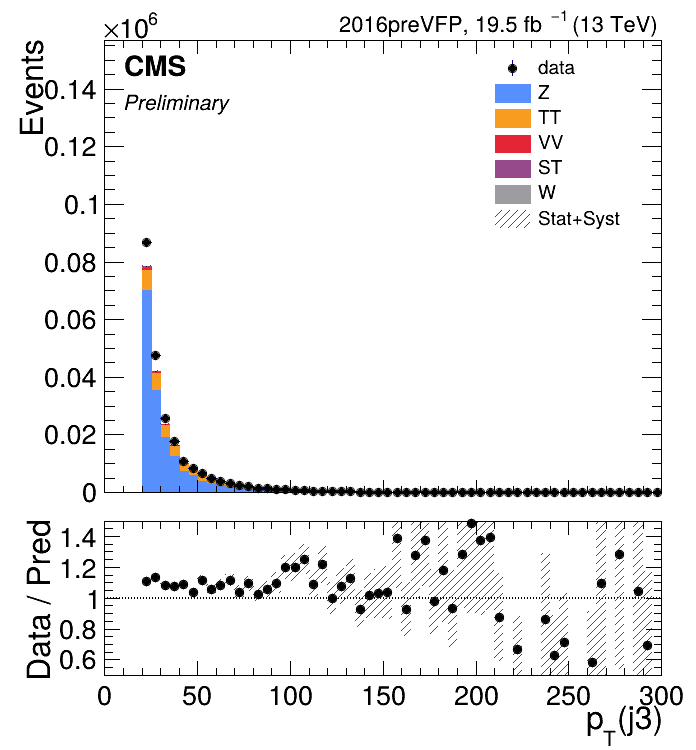 ×10^6
2016preVFP, 19.5 fb⁻¹ (13 TeV)
CMS
Preliminary
Events
data
Z
TT
VV
ST
W
Stat+Syst
0.14
0.12
0.1
0.08
0.06
0.04
0.02
0
Data / Pred
1.4
1.2
1
0.8
0.6
0 50 100 150 200 250 300
p_T(j3)